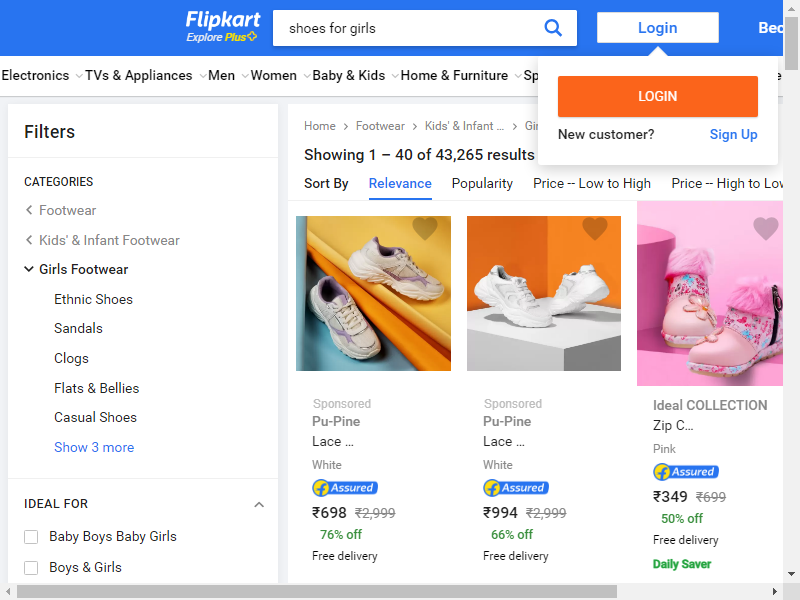 Flipkart
Explore Plus
shoes for girls
Login
Bec
Electronics
TVs & Appliances
Men
Women
Baby & Kids
Home & Furniture
Sp
e
LOGIN
New customer?
Sign Up
Filters
CATEGORIES
Footwear
Kids' & Infant Footwear
Girls Footwear
Ethnic Shoes
Sandals
Clogs
Flats & Bellies
Casual Shoes
Show 3 more
IDEAL FOR
Baby Boys Baby Girls
Boys & Girls
Home
Footwear
Kids' & Infant ...
Gir
Showing 1 – 40 of 43,265 results
Sort By
Relevance
Popularity
Price -- Low to High
Price -- High to Low
Sponsored
Pu-Pine
Lace ...
White
Assured
₹698 ₹2,999
76% off
Free delivery
Sponsored
Pu-Pine
Lace ...
White
Assured
₹994 ₹2,999
66% off
Free delivery
Ideal COLLECTION
Zip C...
Pink
Assured
₹349 ₹699
50% off
Free delivery
Daily Saver